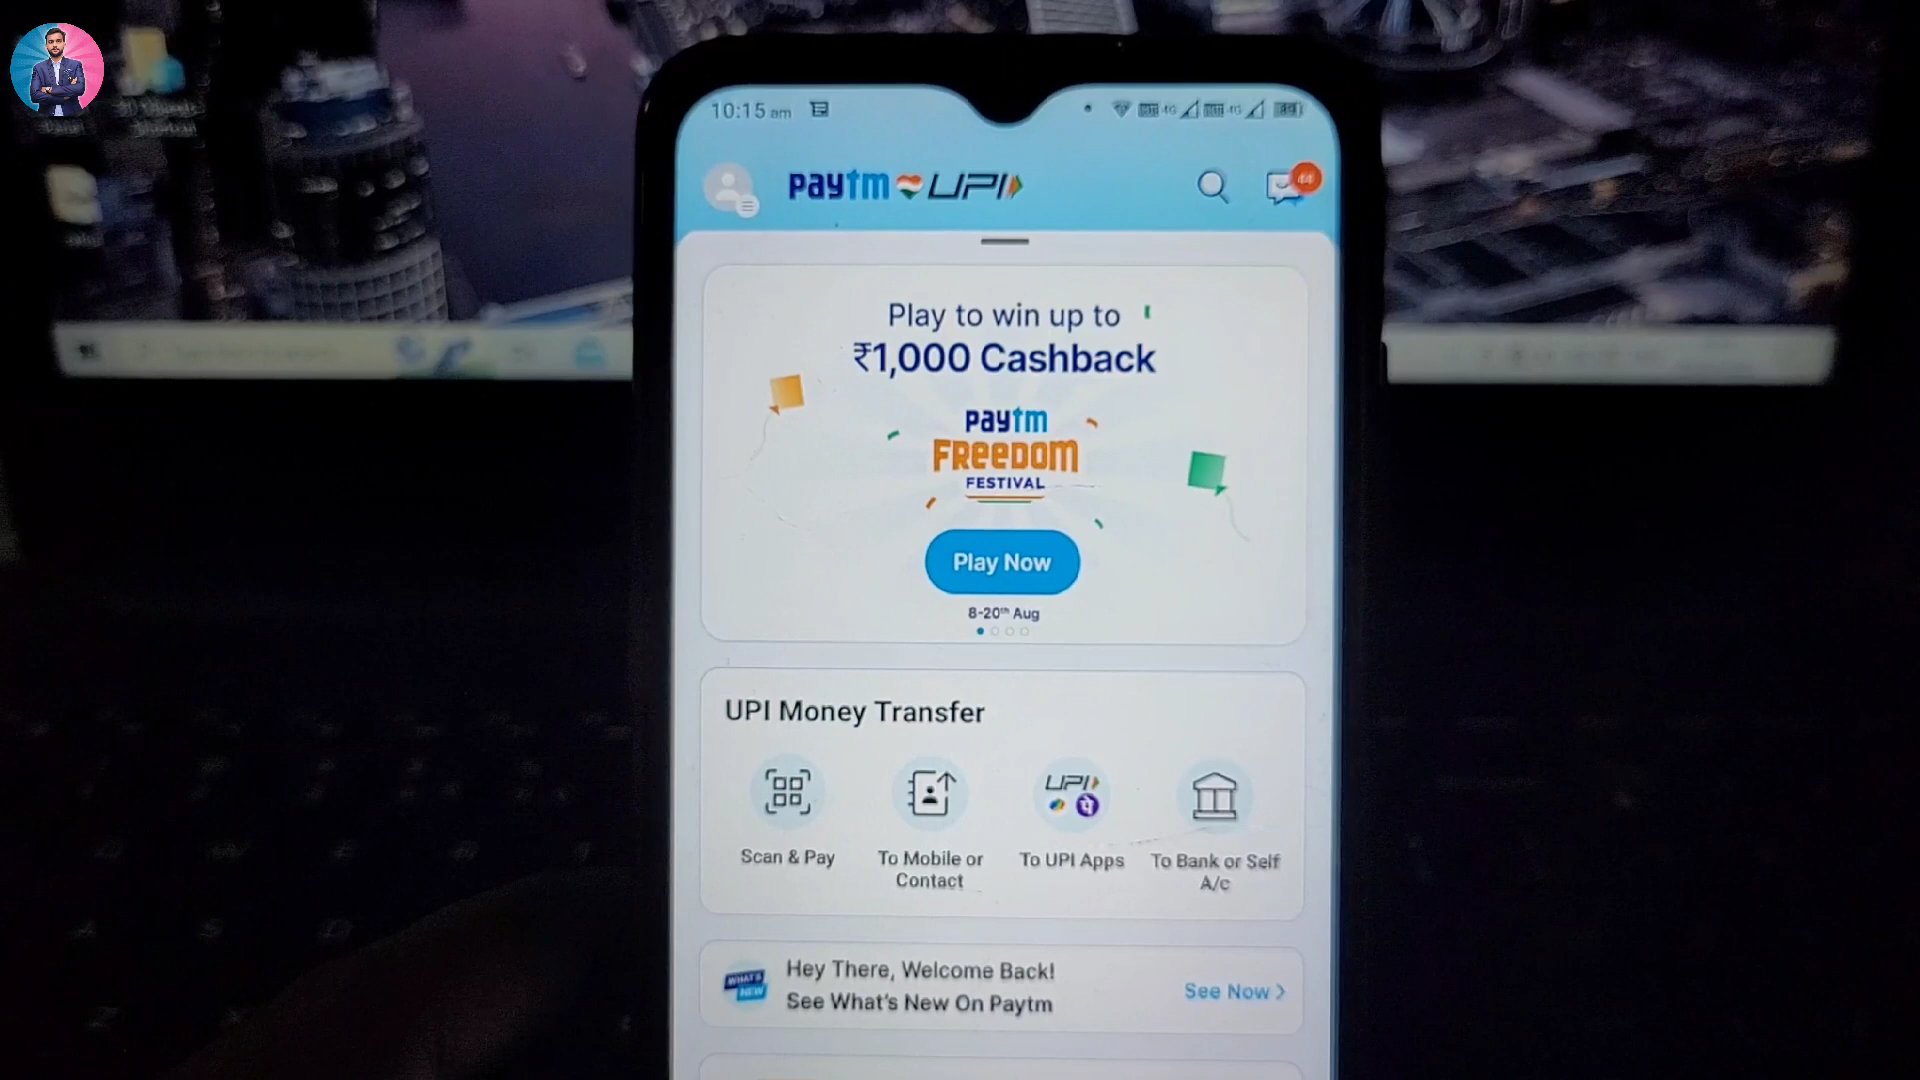 10:15 am
paytm UPI
44
Play to win up to
₹1,000 Cashback
paytm
FREEDOM
FESTIVAL
Play Now
8-20th Aug
UPI Money Transfer
UPI
पे
Scan & Pay
To Mobile or
Contact
To UPI Apps
To Bank or Self
A/c
WHAT'S
NEW
Hey There, Welcome Back!
See What's New On Paytm
See Now >